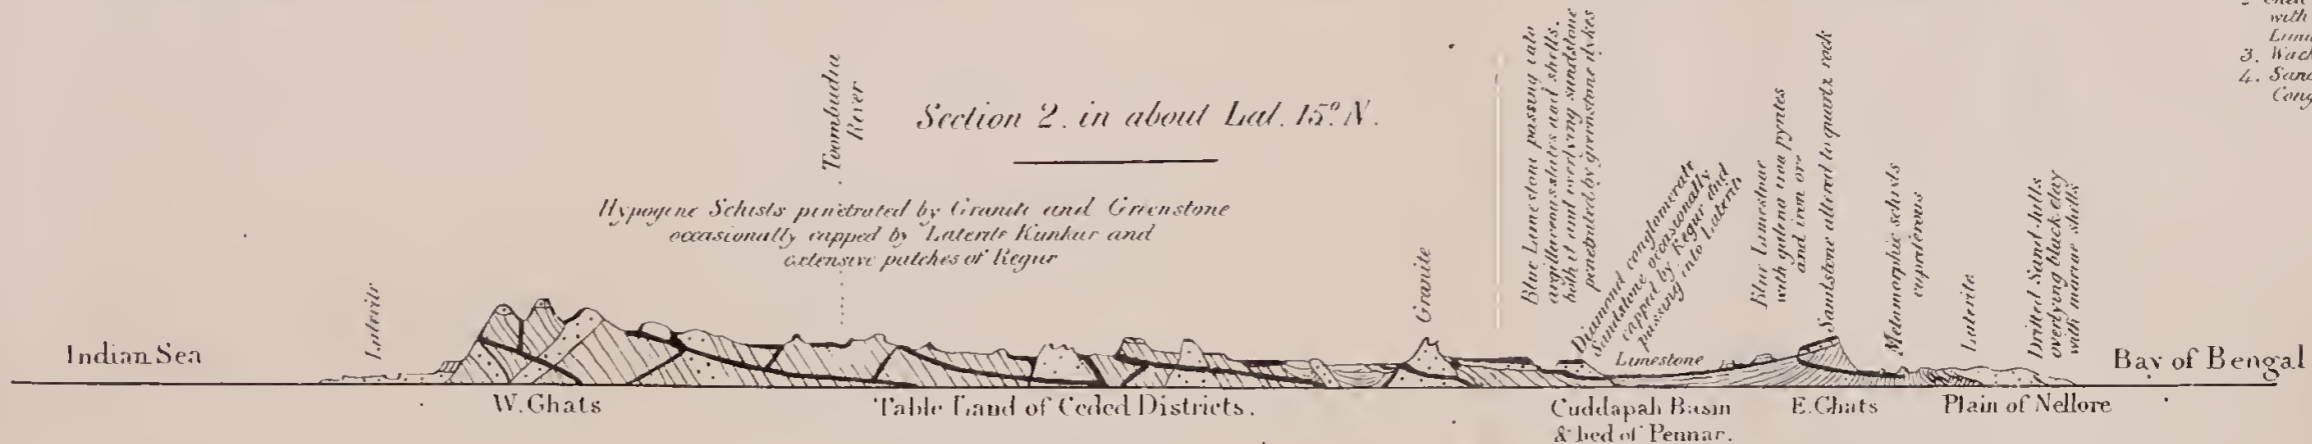 Section 2. in about Lat. 15.° N.
Toombudra
River
Hypogene Schists penetrated by Granite and Greenstone
occasionally capped by Laterite Kunkur and
extensive patches of Regur
Indian Sea
Laterite
Granite
Blue Limestone passing into
argillaceous slates and shells.
both it and overlying sandstone
penetrated by greenstone dykes
Diamond conglomerate
Sandstone occasionally
capped by Regur and
passing into Laterite
Limestone
Blue Limestone
with galena and pyrites
and iron ore
Sandstone altered to quartz rock
Metamorphic schists
cupriferous
Laterite
Drifted Sand hills
overlying black clay
with marine shells
Bay of Bengal
W. Ghats
Table Land of Ceded Districts.
Cuddapah Basin
& bed of Pennar.
E. Ghats
Plain of Nellore
with
3.
4.